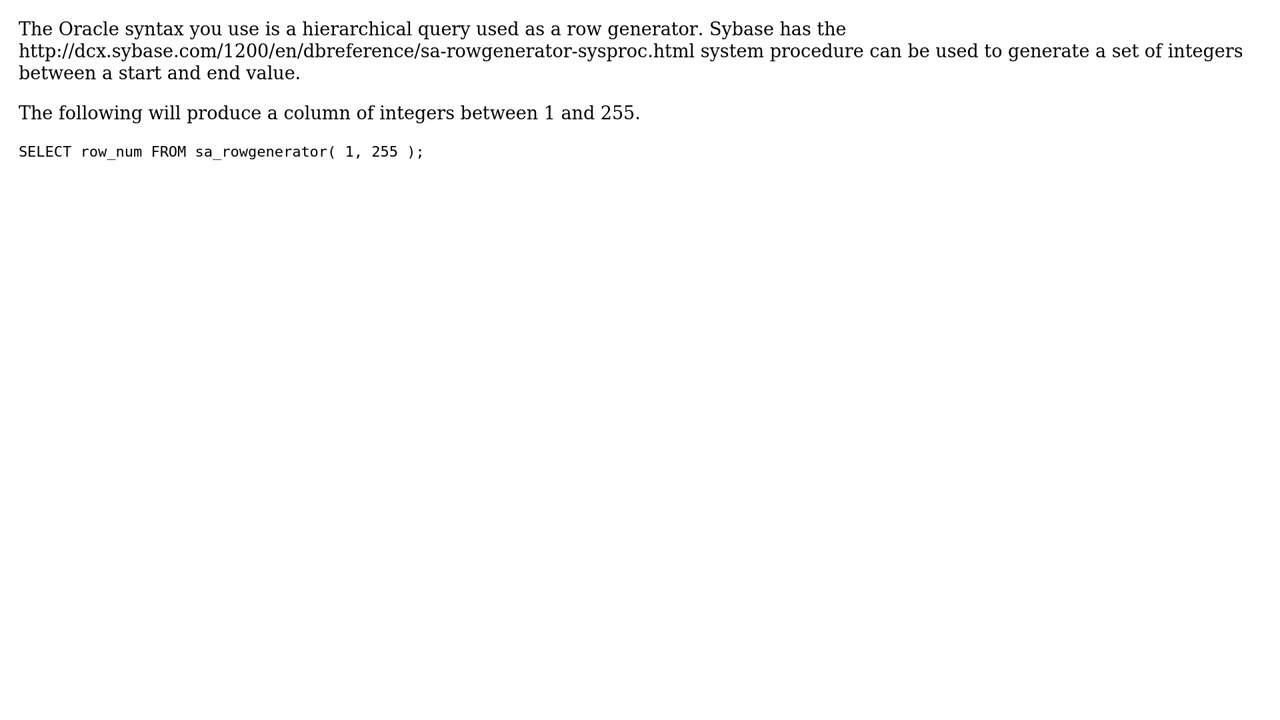 The Oracle syntax you use is a hierarchical query used as a row generator. Sybase has the
http://dcx.sybase.com/1200/en/dbreference/sa-rowgenerator-sysproc.html system procedure can be used to generate a set of integers
between a start and end value.
The following will produce a column of integers between 1 and 255.
SELECT row_num FROM sa_rowgenerator( 1, 255 );